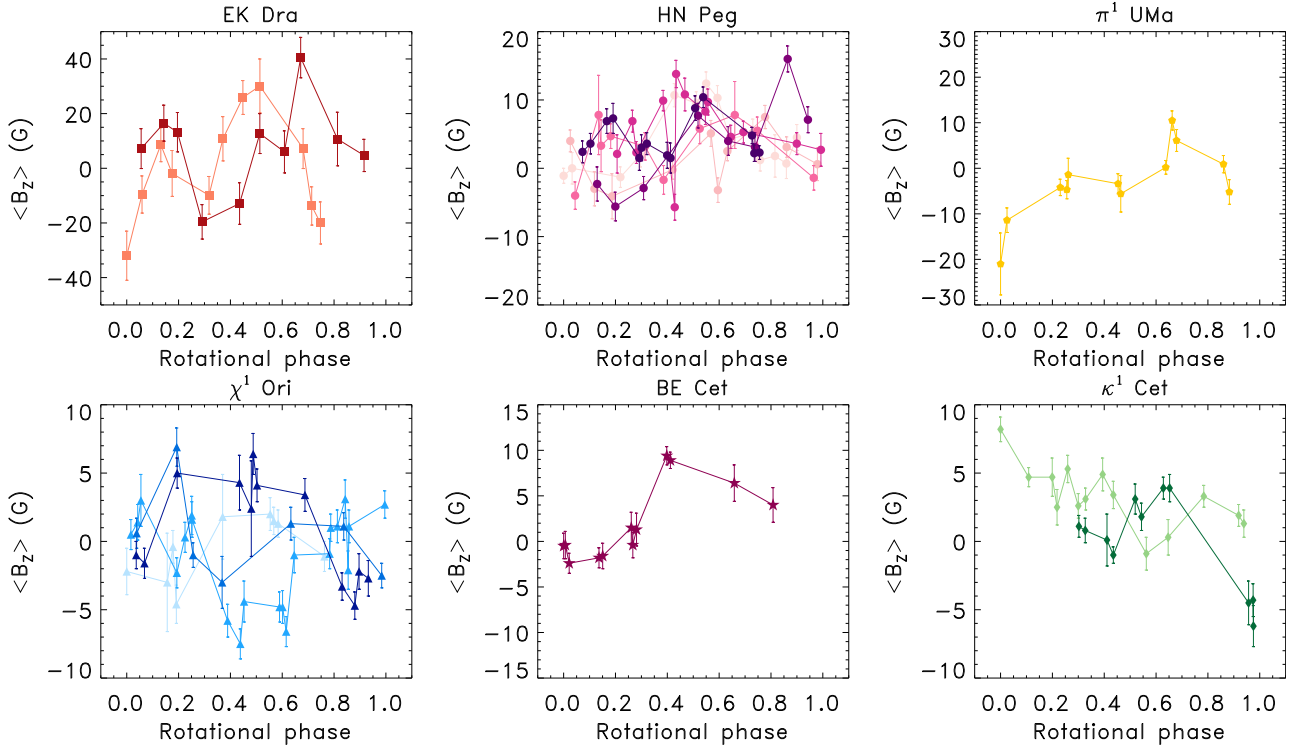 EK Dra
HN Peg
π¹ UMa
<B_Z> (G)
40
20
0
−20
−40
0.0 0.2 0.4 0.6 0.8 1.0
Rotational phase
<B_Z> (G)
20
10
0
−10
−20
0.0 0.2 0.4 0.6 0.8 1.0
Rotational phase
<B_Z> (G)
30
20
10
0
−10
−20
−30
0.0 0.2 0.4 0.6 0.8 1.0
Rotational phase
χ¹ Ori
BE Cet
κ¹ Cet
<B_Z> (G)
10
5
0
−5
−10
0.0 0.2 0.4 0.6 0.8 1.0
Rotational phase
<B_Z> (G)
15
10
5
0
−5
−10
−15
0.0 0.2 0.4 0.6 0.8 1.0
Rotational phase
<B_Z> (G)
10
5
0
−5
−10
0.0 0.2 0.4 0.6 0.8 1.0
Rotational phase